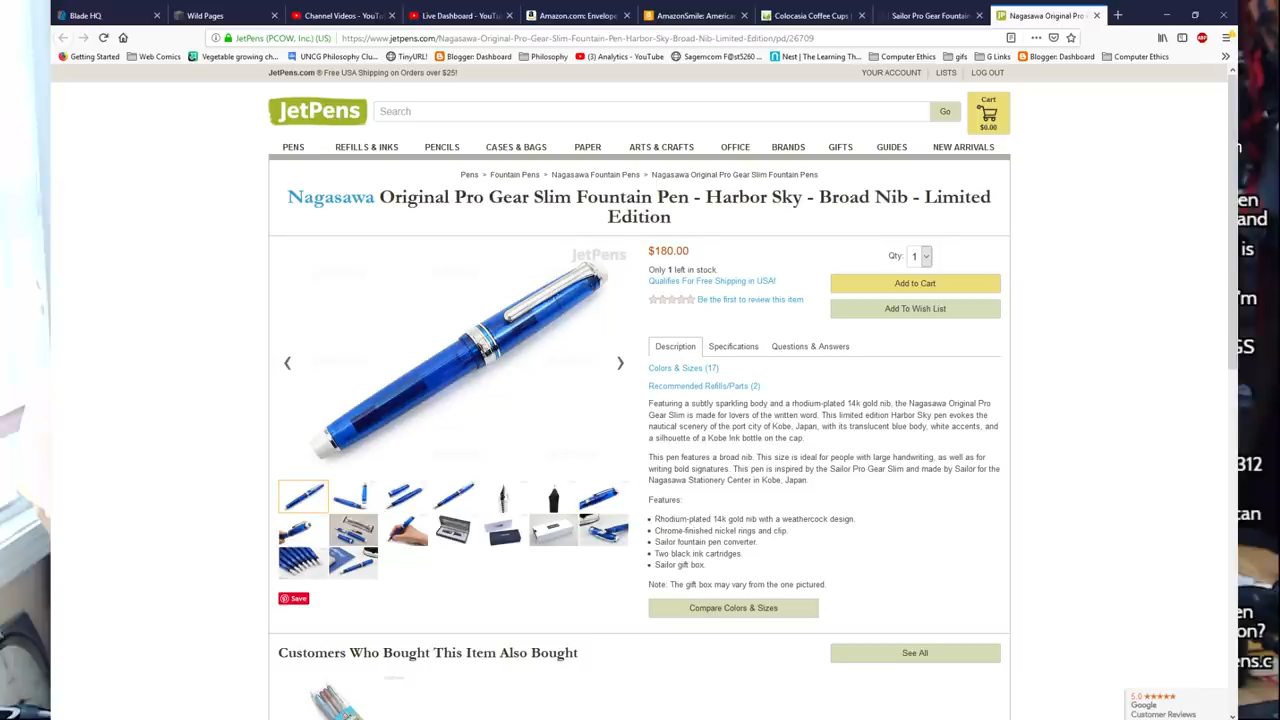 Blade HQ
Wild Pages
Channel Videos - YouTu
Live Dashboard - YouTu
Amazon.com: Envelope
AmazonSmile: America
Colocasia Coffee Cups
Sailor Pro Gear Fountain
Nagasawa Original Pro
JetPens (PCOW, Inc.) (US)
https://www.jetpens.com/Nagasawa-Original-Pro-Gear-Slim-Fountain-Pen-Harbor-Sky-Broad-Nib-Limited-Edition/pd/26709
Getting Started
Web Comics
Vegetable growing ch...
UNCG Philosophy Clu...
TinyURL!
Blogger: Dashboard
Philosophy
(3) Analytics - YouTube
Sagemcom F@st5260 ...
Nest | The Learning Th...
Computer Ethics
gifs
G Links
Blogger: Dashboard
Computer Ethics
JetPens.com ® Free USA Shipping on Orders over $25!
YOUR ACCOUNT
LISTS
LOG OUT
JetPens
Search
Go
Cart
$0.00
PENS
REFILLS & INKS
PENCILS
CASES & BAGS
PAPER
ARTS & CRAFTS
OFFICE
BRANDS
GIFTS
GUIDES
NEW ARRIVALS
Pens > Fountain Pens > Nagasawa Fountain Pens > Nagasawa Original Pro Gear Slim Fountain Pens
Nagasawa Original Pro Gear Slim Fountain Pen - Harbor Sky - Broad Nib - Limited
Edition
JetPens
$180.00
Only 1 left in stock.
Qualifies For Free Shipping in USA!
Be the first to review this item
Qty: 1
Add to Cart
Add To Wish List
Description
Specifications
Questions & Answers
Colors & Sizes (17)
Recommended Refills/Parts (2)
Featuring a subtly sparkling body and a rhodium-plated 14k gold nib, the Nagasawa Original Pro
Gear Slim is made for lovers of the written word. This limited edition Harbor Sky pen evokes the
nautical scenery of the port city of Kobe, Japan, with its translucent blue body, white accents, and
a silhouette of a Kobe Ink bottle on the cap.
This pen features a broad nib. This size is ideal for people with large handwriting, as well as for
writing bold signatures. This pen is inspired by the Sailor Pro Gear Slim and made by Sailor for the
Nagasawa Stationery Center in Kobe, Japan.
Features:
Rhodium-plated 14k gold nib with a weathercock design.
Chrome-finished nickel rings and clip.
Sailor fountain pen converter.
Two black ink cartridges.
Sailor gift box.
Note: The gift box may vary from the one pictured.
Compare Colors & Sizes
Save
Customers Who Bought This Item Also Bought
See All
5.0
Google
Customer Reviews